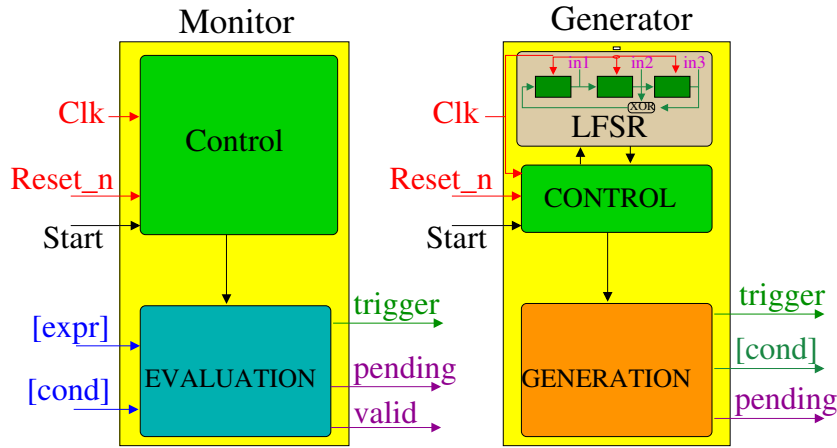 Monitor
Clk
Reset_n
Start
Control
[expr]
[cond]
EVALUATION
trigger
pending
valid
Generator
in1 in2 in3
XOR
LFSR
Clk
Reset_n
Start
CONTROL
GENERATION
trigger
[cond]
pending